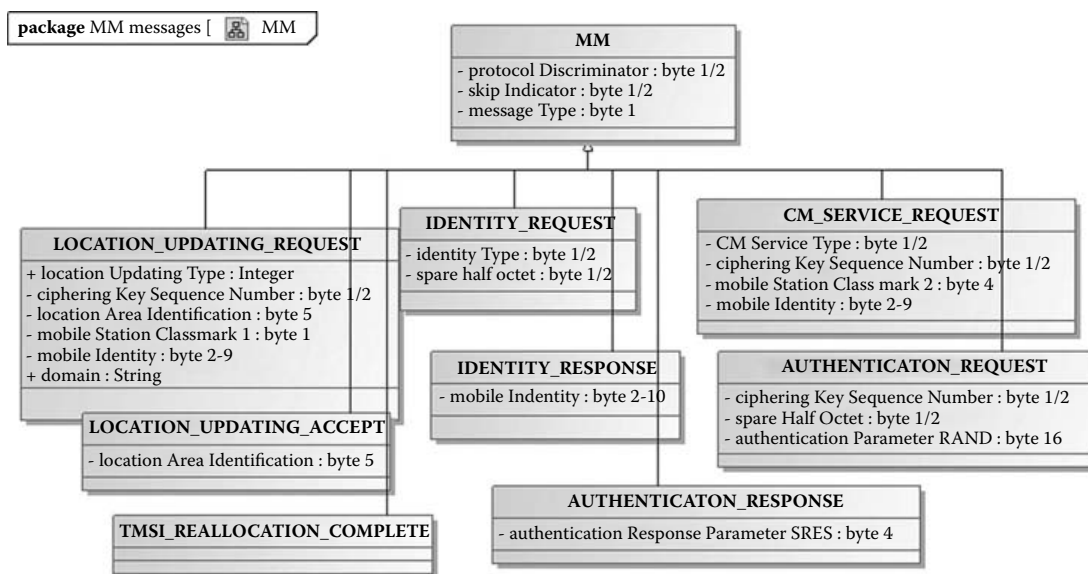 package MM messages [ MM
MM
- protocol Discriminator : byte 1/2
- skip Indicator : byte 1/2
- message Type : byte 1
LOCATION_UPDATING_REQUEST
+ location Updating Type : Integer
- ciphering Key Sequence Number : byte 1/2
- location Area Identification : byte 5
- mobile Station Classmark 1 : byte 1
- mobile Identity : byte 2-9
+ domain : String
IDENTITY_REQUEST
- identity Type : byte 1/2
- spare half octet : byte 1/2
CM_SERVICE_REQUEST
- CM Service Type : byte 1/2
- ciphering Key Sequence Number : byte 1/2
- mobile Station Class mark 2 : byte 4
- mobile Identity : byte 2-9
IDENTITY_RESPONSE
- mobile Indentity : byte 2-10
AUTHENTICATON_REQUEST
- ciphering Key Sequence Number : byte 1/2
- spare Half Octet : byte 1/2
- authentication Parameter RAND : byte 16
LOCATION_UPDATING_ACCEPT
- location Area Identification : byte 5
AUTHENTICATON_RESPONSE
- authentication Response Parameter SRES : byte 4
TMSI_REALLOCATION_COMPLETE